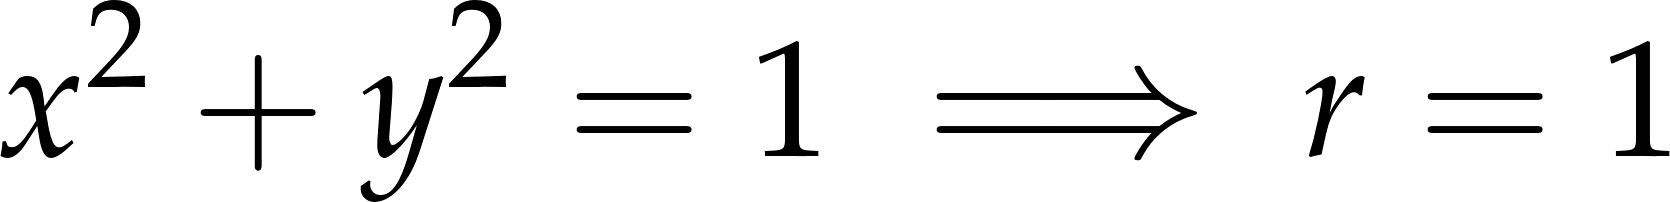 x² + y² = 1 ⟹ r = 1